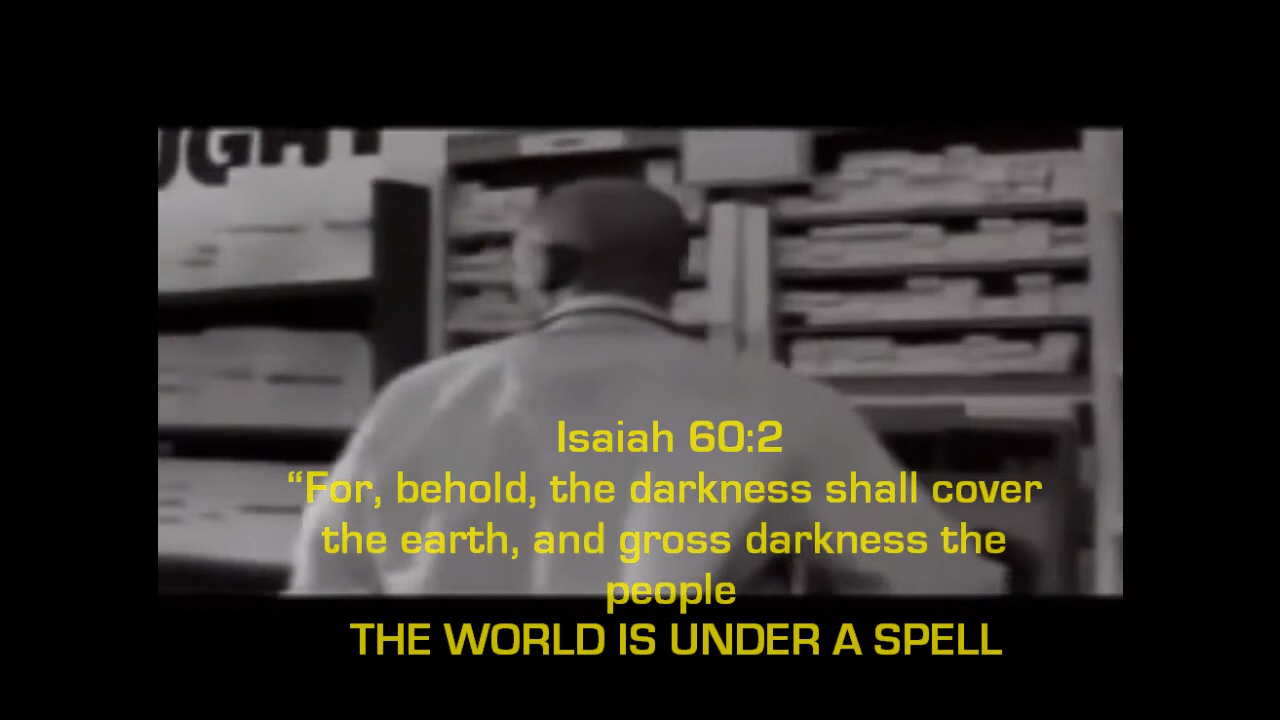 UGHT
Isaiah 60:2
“For, behold, the darkness shall cover
the earth, and gross darkness the
people
THE WORLD IS UNDER A SPELL